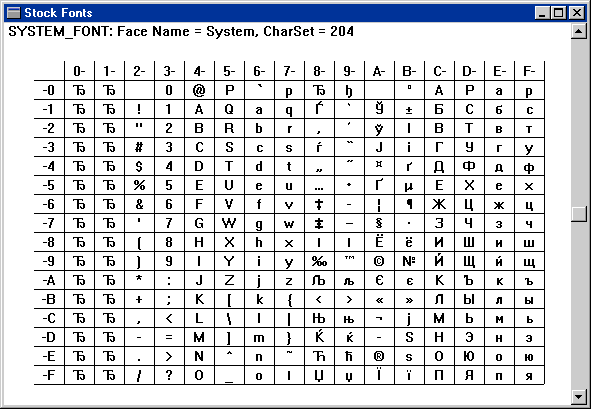 Stock Fonts
SYSTEM_FONT: Face Name = System, CharSet = 204
0- 1- 2- 3- 4- 5- 6- 7- 8- 9- A- B- C- D- E- F-
-0 Ђ Ђ 0 @ P ` p Ђ ђ ° А Р а р
-1 Ђ Ђ ! 1 A Q a q Ѓ ‘ Ў ± Б С б с
-2 Ђ Ђ " 2 B R b r ‚ ’ ў І В Т в т
-3 Ђ Ђ # 3 C S c s ѓ “ Ј і Г У г у
-4 Ђ Ђ $ 4 D T d t „ ” ¤ ґ Д Ф д ф
-5 Ђ Ђ % 5 E U e u … • Ґ µ Е Х е х
-6 Ђ Ђ & 6 F V f v † - ¦ ¶ Ж Ц ж ц
-7 Ђ Ђ ' 7 G W g w ‡ – § · З Ч з ч
-8 Ђ Ђ ( 8 H X h x l l Ё ё И Ш и ш
-9 Ђ Ђ ) 9 I Y i y ‰ ™ © № Й Щ й щ
-A Ђ Ђ * : J Z j z Љ љ Є є К Ъ к ъ
-B Ђ Ђ + ; K [ k { ‹ › « » Л Ы л ы
-C Ђ Ђ , < L \ l | Њ њ ¬ ј М Ь м ь
-D Ђ Ђ - = M ] m } Ќ ќ - Ѕ Н Э н э
-E Ђ Ђ . > N ^ n ~ Ћ ћ ® ѕ О Ю о ю
-F Ђ Ђ / ? O _ o l Џ џ Ї ї П Я п я